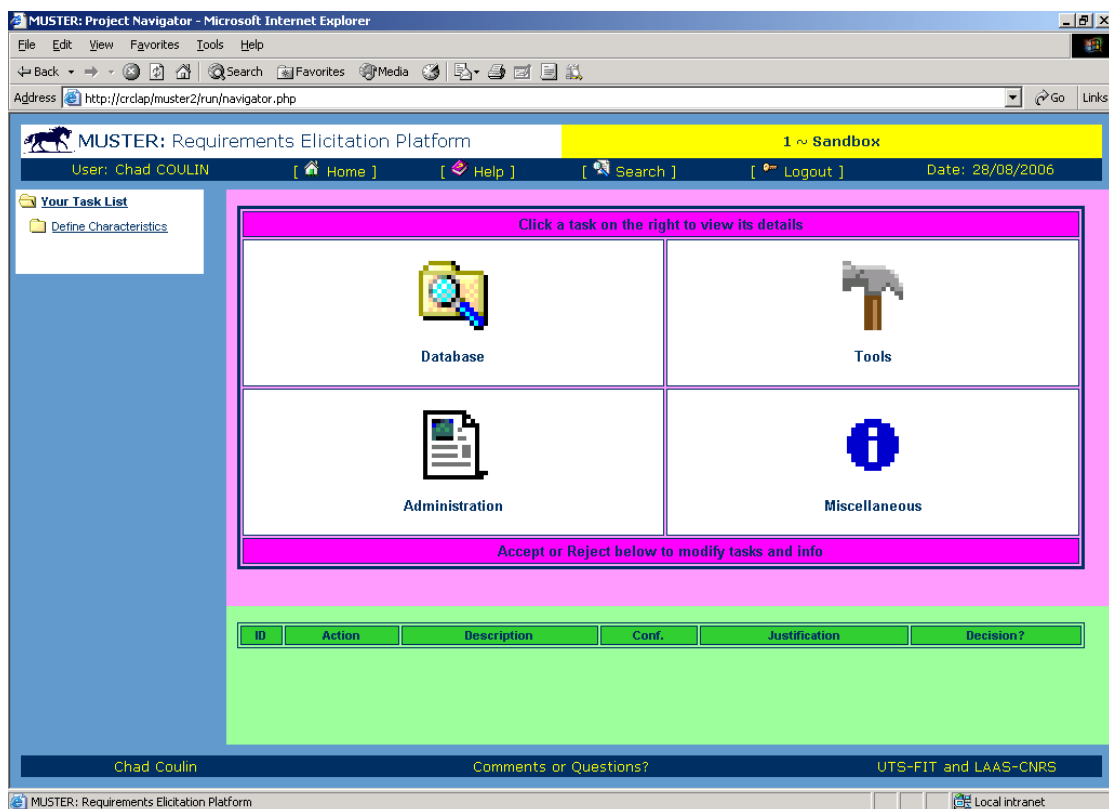 MUSTER: Project Navigator - Microsoft Internet Explorer
File Edit View Favorites Tools Help
Back Search Favorites Media
Address http://crclap/muster2/run/navigator.php Go Links
MUSTER: Requirements Elicitation Platform 1 ~ Sandbox
User: Chad COULIN [ Home ] [ Help ] [ Search ] [ Logout ] Date: 28/08/2006
Your Task List
Define Characteristics
Click a task on the right to view its details
Database Tools
Administration Miscellaneous
Accept or Reject below to modify tasks and info
ID Action Description Conf. Justification Decision?
Chad Coulin Comments or Questions? UTS-FIT and LAAS-CNRS
MUSTER: Requirements Elicitation Platform Local intranet